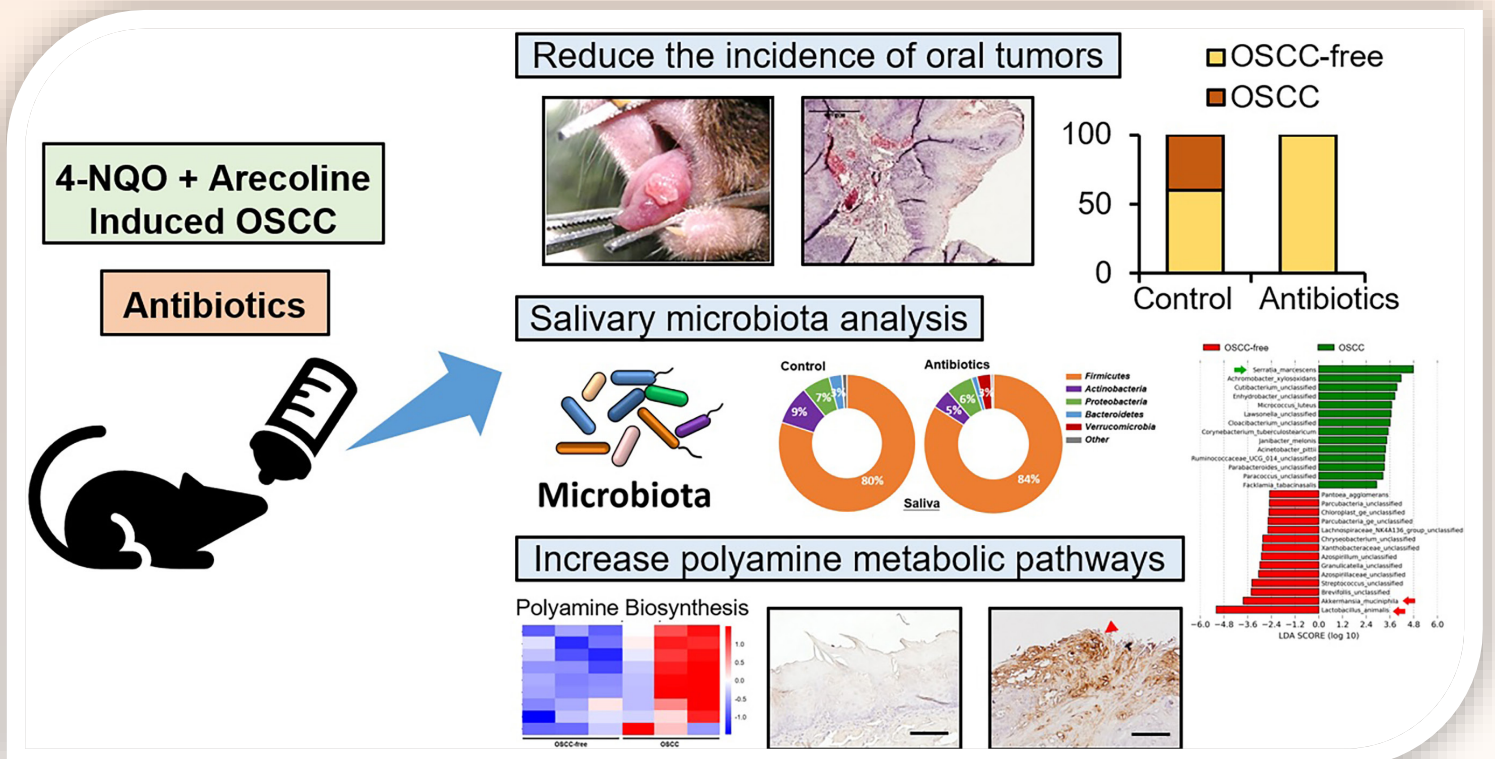 4-NQO + Arecoline
Induced OSCC
Antibiotics
Reduce the incidence of oral tumors
OSCC-free
OSCC
100
50
0
Control
Antibiotics
Salivary microbiota analysis
Microbiota
Control
Antibiotics
9%
7%
3%
80%
5%
6%
3%
84%
Saliva
Firmicutes
Actinobacteria
Proteobacteria
Bacteroidetes
Verrucomicrobia
Other
OSCC-free
OSCC
Serratia_marcescens
Achromobacter_xylosoxidans
Cutibacterium_unclassified
Enhydrobacter_unclassified
Micrococcus_luteus
Lawsonella_unclassified
Cloacibacterium_unclassified
Corynebacterium_tuberculostearicum
Janibacter_melonis
Acinetobacter_pittii
Ruminococcaceae_UCG_014_unclassified
Parabacteroides_unclassified
Paracoccus_unclassified
Facklamia_tabacinasalis
Pantoea_agglomerans
Parcubacteria_unclassified
Chloroplast_ge_unclassified
Parcubacteria_ge_unclassified
Lachnospiraceae_NK4A136_group_unclassified
Chryseobacterium_unclassified
Xanthobacteraceae_unclassified
Azospirillum_unclassified
Granulicatella_unclassified
Azospirillaceae_unclassified
Streptococcus_unclassified
Brevifollis_unclassified
Akkermansia_muciniphila
Lactobacillus_animalis
−6.0 −4.8 −3.6 −2.4 −1.2 0.0 1.2 2.4 3.6 4.8 6.0
LDA SCORE (log 10)
Increase polyamine metabolic pathways
Polyamine Biosynthesis
1.0
0.5
0.0
-0.5
-1.0
OSCC-free
OSCC